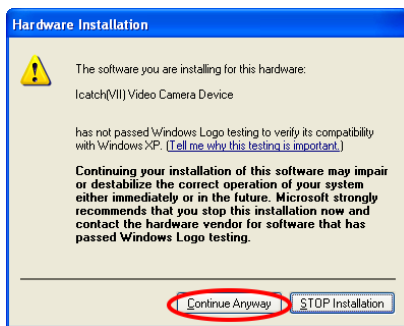 Hardware Installation
The software you are installing for this hardware:
Icatch(VII) Video Camera Device
has not passed Windows Logo testing to verify its compatibility
with Windows XP. (Tell me why this testing is important.)
Continuing your installation of this software may impair
or destabilize the correct operation of your system
either immediately or in the future. Microsoft strongly
recommends that you stop this installation now and
contact the hardware vendor for software that has
passed Windows Logo testing.
Continue Anyway STOP Installation